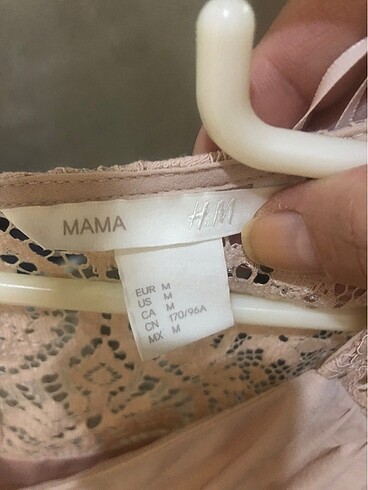 MAMA H&M
EUR M
US M
CA M
CN 170/96A
MX M